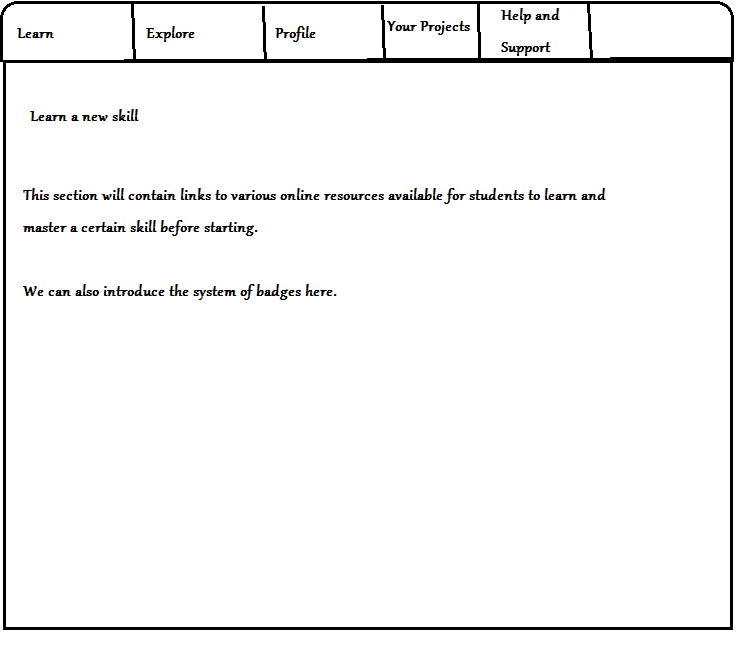 Learn
Explore
Profile
Your Projects
Help and
Support
Learn a new skill
This section will contain links to various online resources available for students to learn and
master a certain skill before starting.
We can also introduce the system of badges here.